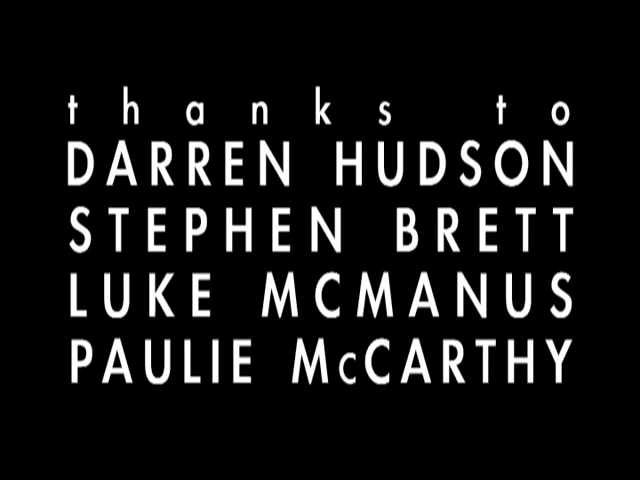 thanks to
DARREN HUDSON
STEPHEN BRETT
LUKE MCMANUS
PAULIE McCARTHY